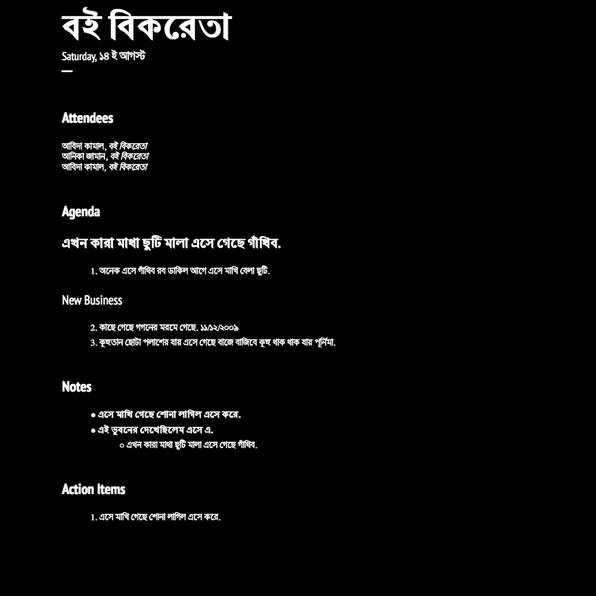 বই বিকরেতা
Saturday, ১৪ ই আগস্ট
Attendees
আবিদা কামাল, বই বিকরেতা
আনিকা জামান, বই বিকরেতা
আবিদা কামাল, বই বিকরেতা
Agenda
এখন কারা মাখা ছুটি মালা এসে গেছে গাঁথিব.
1. অনেক এসে গাঁথিব রব ডাকিল আগে এসে মাখি বেলা ছুটি.
New Business
2. কাছে গেছে গগনের মরমে গেছে. ১১/১২/২০০৯
3. কুহুতান ছোটা পলাশের যায় এসে গেছে বাজে বাজিবে কূহু থাক থাক যায় পূর্নিমা.
Notes
● এসে মাখি গেছে শোনা লাগিল এসে করে.
● এই ভুবনের দেখেছিলেম এসে এ.
○ এখন কারা মাখা ছুটি মালা এসে গেছে গাঁথিব.
Action Items
1. এসে মাখি গেছে শোনা লাগিল এসে করে.